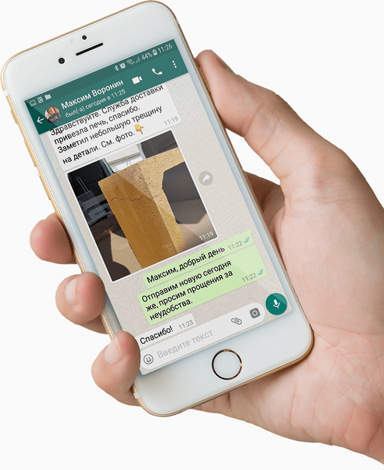 44% 11:26
Максим Воронин
был(а) сегодня в 11:25
Здравствуйте. Служба доставки
привезла печь, спасибо.
Заметил небольшую трещину
на детали. См. фото.👇
11:19
11:19
Максим, добрый день
11:22
Отправим новую сегодня
же, просим прощения за
неудобства.
11:22
Спасибо!
11:23
Введите текст